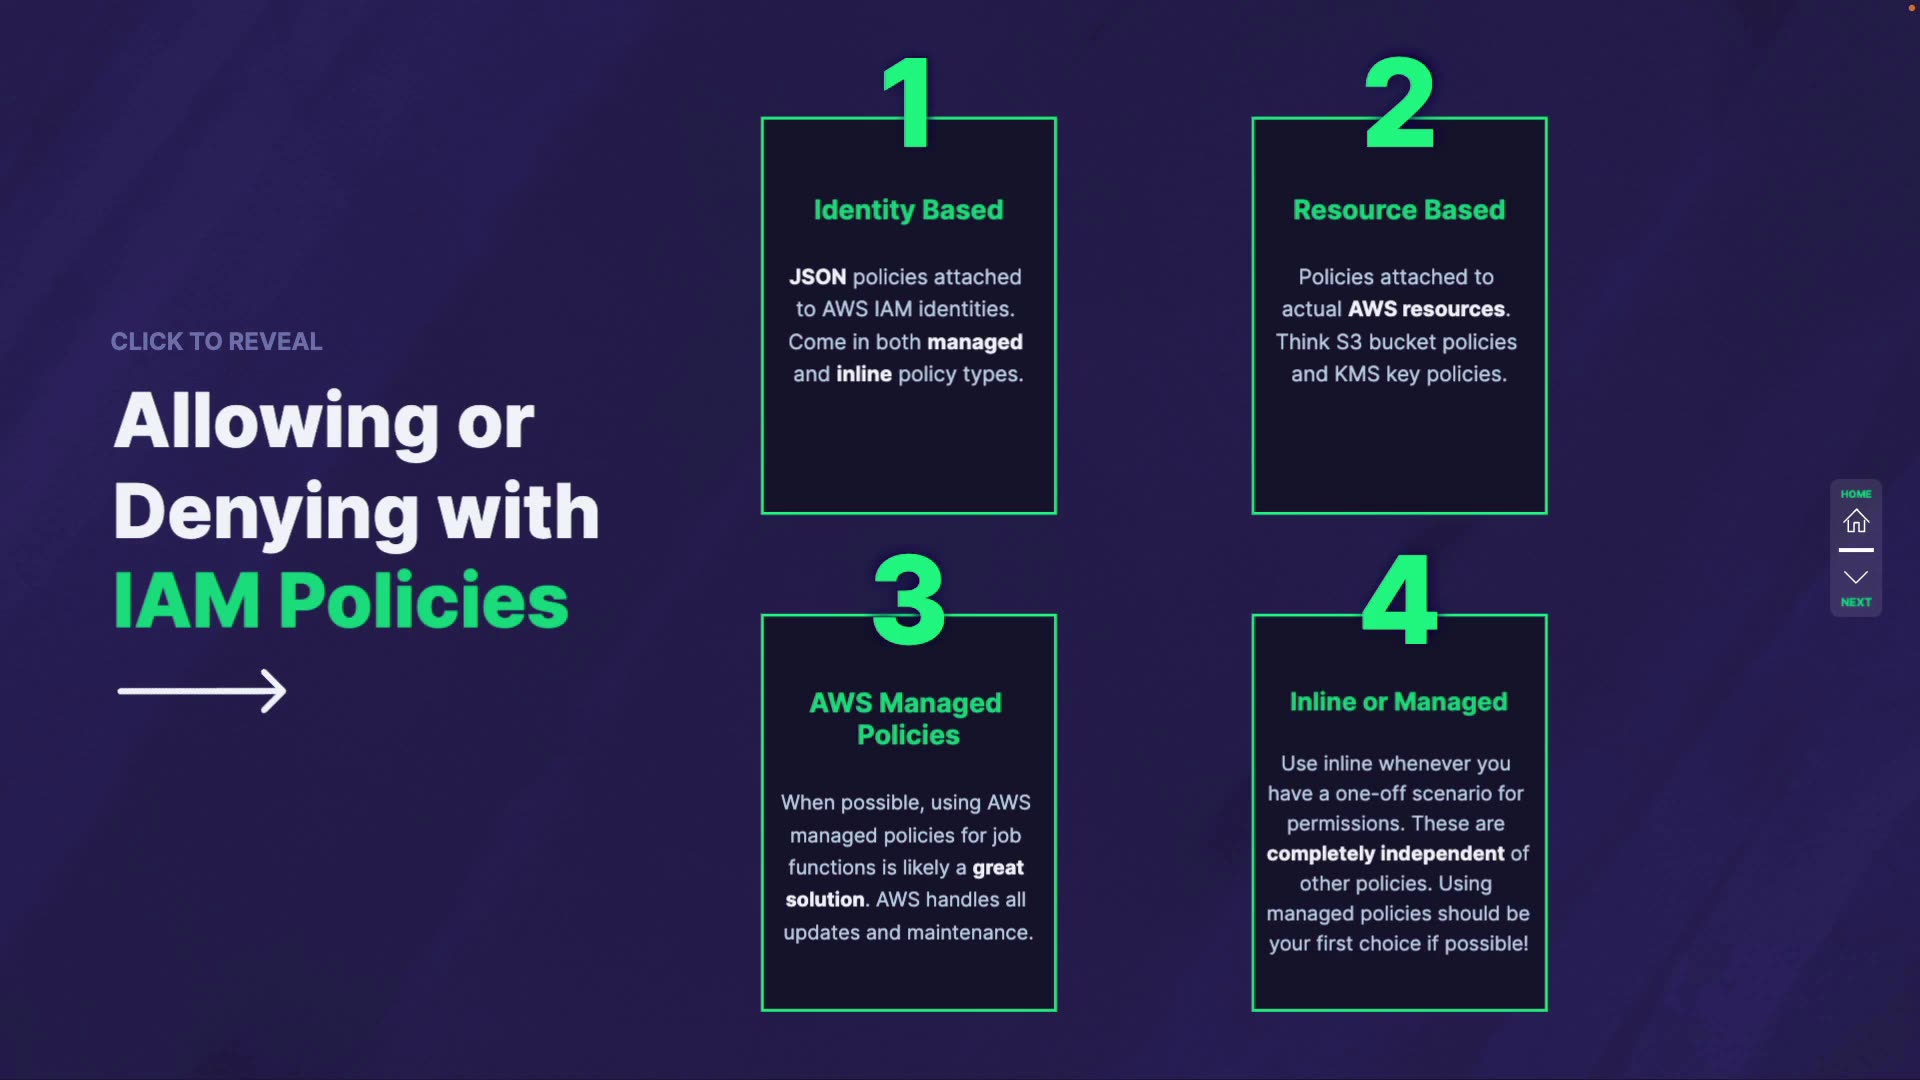 CLICK TO REVEAL
Allowing or
Denying with
IAM Policies
1
Identity Based
JSON policies attached
to AWS IAM identities.
Come in both managed
and inline policy types.
2
Resource Based
Policies attached to
actual AWS resources.
Think S3 bucket policies
and KMS key policies.
3
AWS Managed
Policies
When possible, using AWS
managed policies for job
functions is likely a great
solution. AWS handles all
updates and maintenance.
4
Inline or Managed
Use inline whenever you
have a one-off scenario for
permissions. These are
completely independent of
other policies. Using
managed policies should be
your first choice if possible!
HOME
NEXT